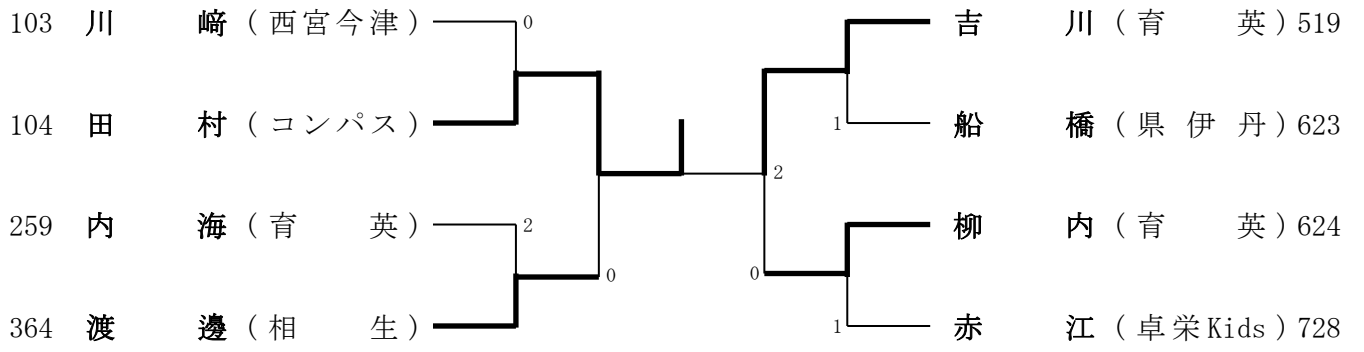 103 川 﨑 (西宮今津) 0 吉 川 (育 英) 519
104 田 村 (コンパス) 1 船 橋 (県 伊 丹) 623
2
259 内 海 (育 英) 2 柳 内 (育 英) 624
0 0
364 渡 邊 (相 生) 1 赤 江 (卓栄Kids) 728